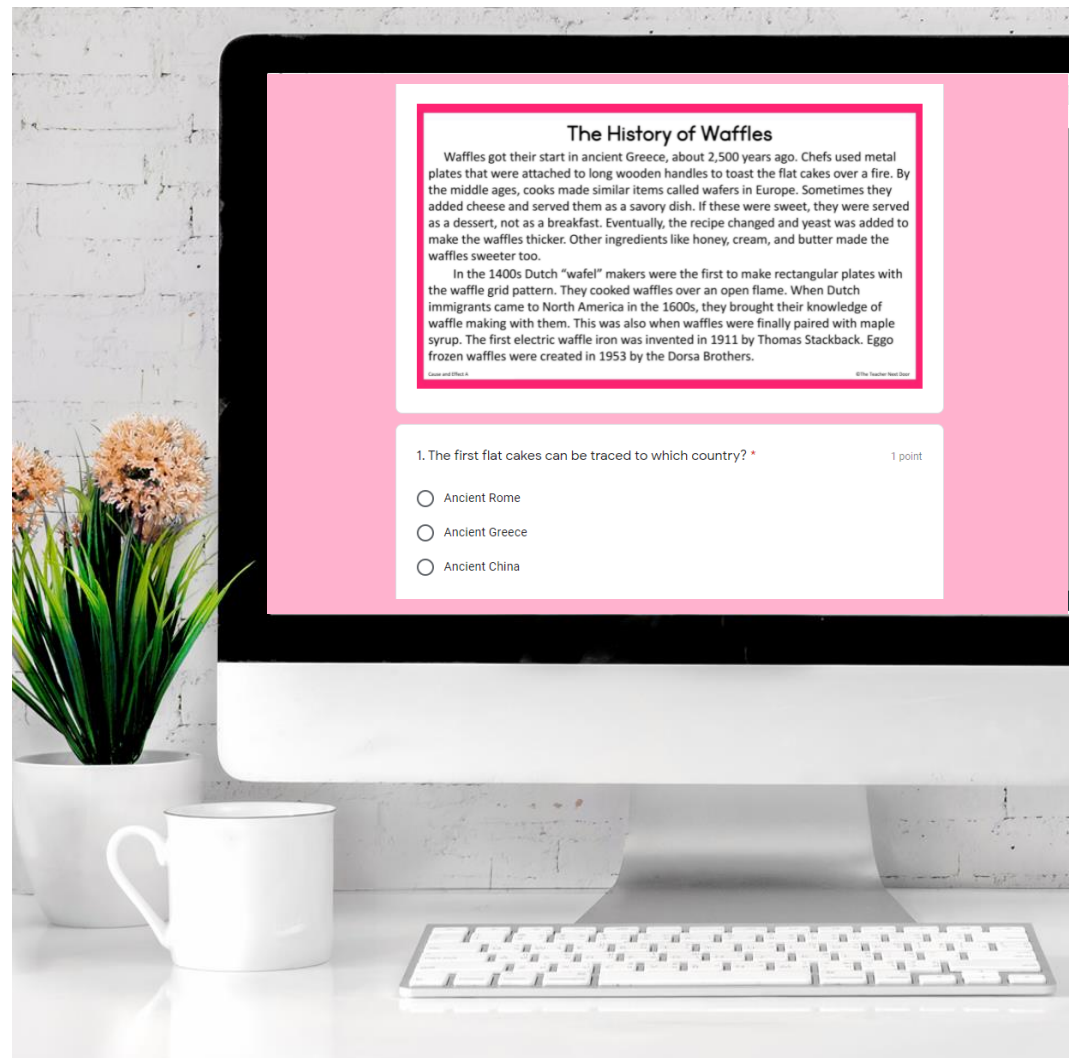 The History of Waffles
Waffles got their start in ancient Greece, about 2,500 years ago. Chefs used metal
plates that were attached to long wooden handles to toast the flat cakes over a fire. By
the middle ages, cooks made similar items called wafers in Europe. Sometimes they
added cheese and served them as a savory dish. If these were sweet, they were served
as a dessert, not as a breakfast. Eventually, the recipe changed and yeast was added to
make the waffles thicker. Other ingredients like honey, cream, and butter made the
waffles sweeter too.
In the 1400s Dutch “wafel” makers were the first to make rectangular plates with
the waffle grid pattern. They cooked waffles over an open flame. When Dutch
immigrants came to North America in the 1600s, they brought their knowledge of
waffle making with them. This was also when waffles were finally paired with maple
syrup. The first electric waffle iron was invented in 1911 by Thomas Stackback. Eggo
frozen waffles were created in 1953 by the Dorsa Brothers.
Cause and Effect A ©The Teacher Next Door
1. The first flat cakes can be traced to which country? * 1 point
Ancient Rome
Ancient Greece
Ancient China